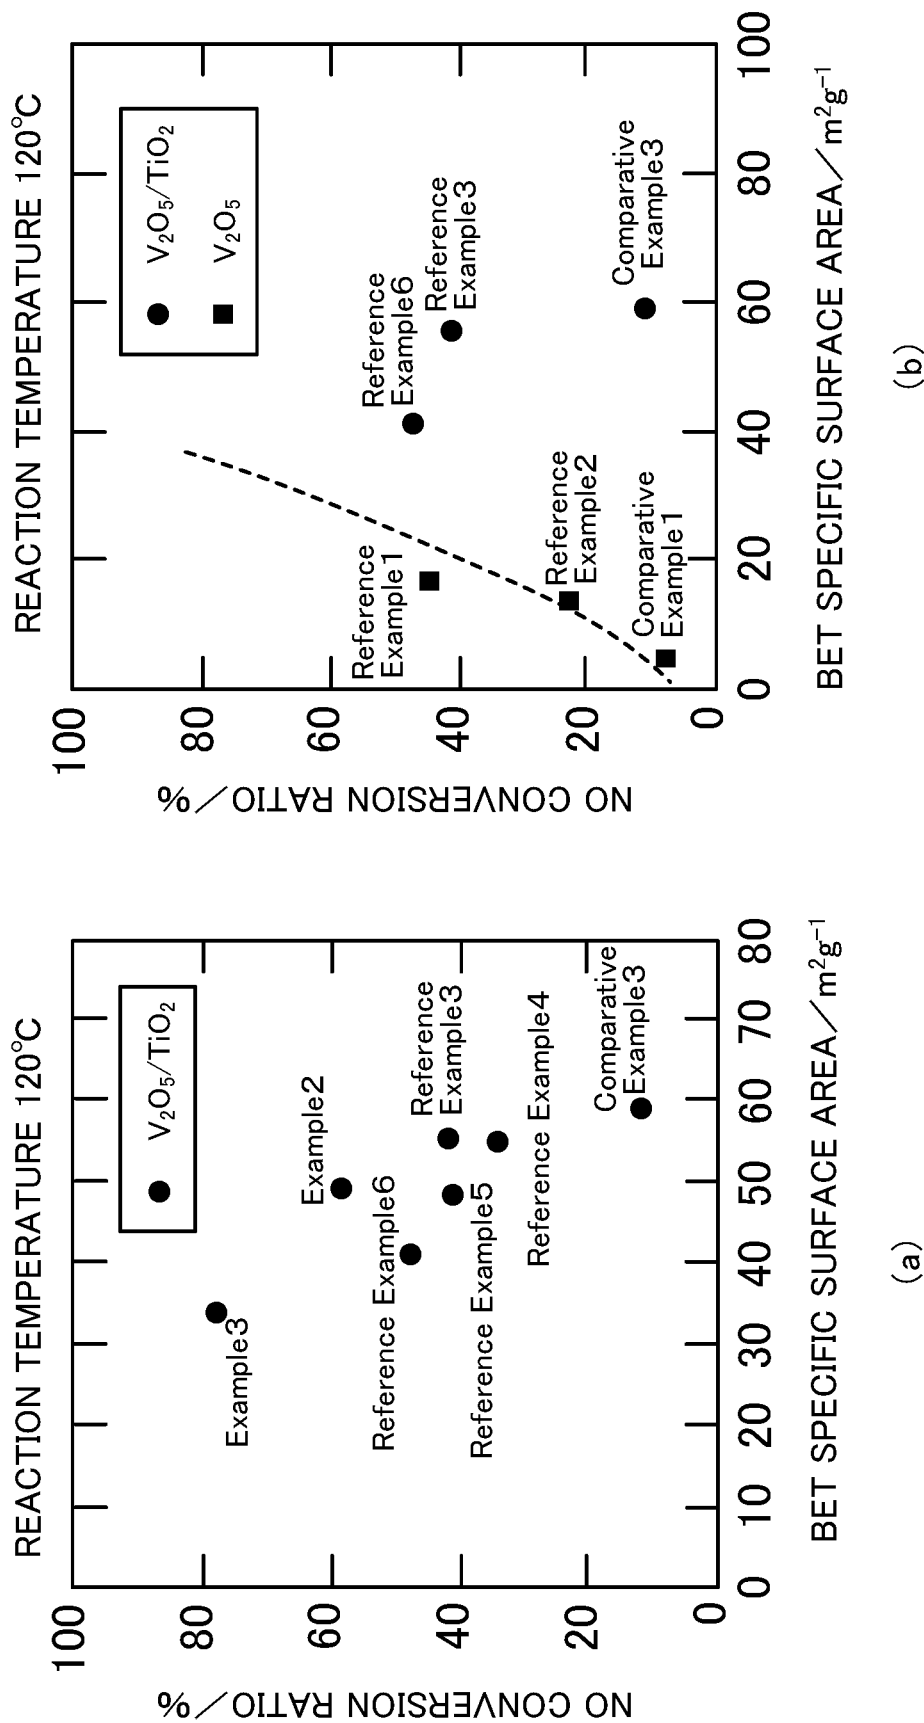 REACTION TEMPERATURE 120°C
100
80
60
40
20
0
NO CONVERSION RATIO/%
V₂O₅/TiO₂
Example3
Example2
Reference Example6
Reference
Example3
Reference Example5
Reference Example4
Comparative
Example3
0 10 20 30 40 50 60 70 80
BET SPECIFIC SURFACE AREA/m²g⁻¹
(a)
REACTION TEMPERATURE 120°C
100
80
60
40
20
0
NO CONVERSION RATIO/%
V₂O₅/TiO₂
V₂O₅
Reference
Example6
Reference
Example3
Reference
Example1
Reference
Example2
Comparative
Example3
Comparative
Example1
0 20 40 60 80 100
BET SPECIFIC SURFACE AREA/m²g⁻¹
(b)